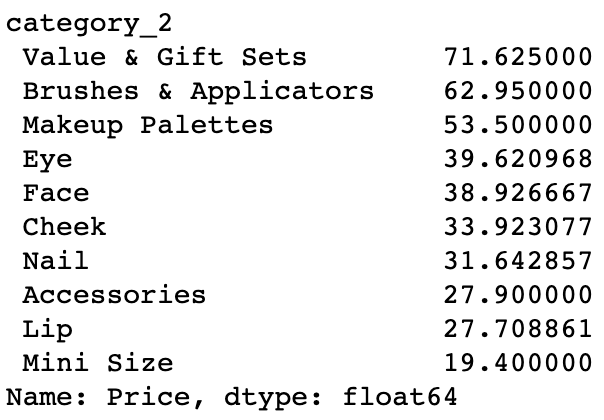 category_2
Value & Gift Sets 71.625000
Brushes & Applicators 62.950000
Makeup Palettes 53.500000
Eye 39.620968
Face 38.926667
Cheek 33.923077
Nail 31.642857
Accessories 27.900000
Lip 27.708861
Mini Size 19.400000
Name: Price, dtype: float64